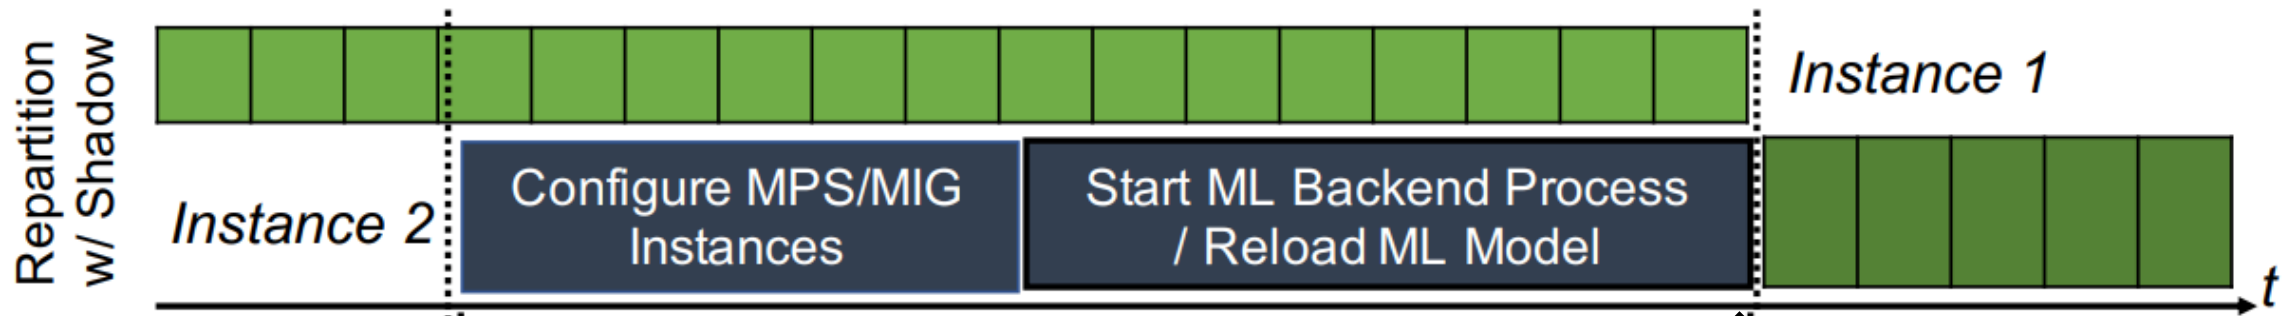 Repartition
w/ Shadow
Instance 1
Instance 2
Configure MPS/MIG
Instances
Start ML Backend Process
/ Reload ML Model
t